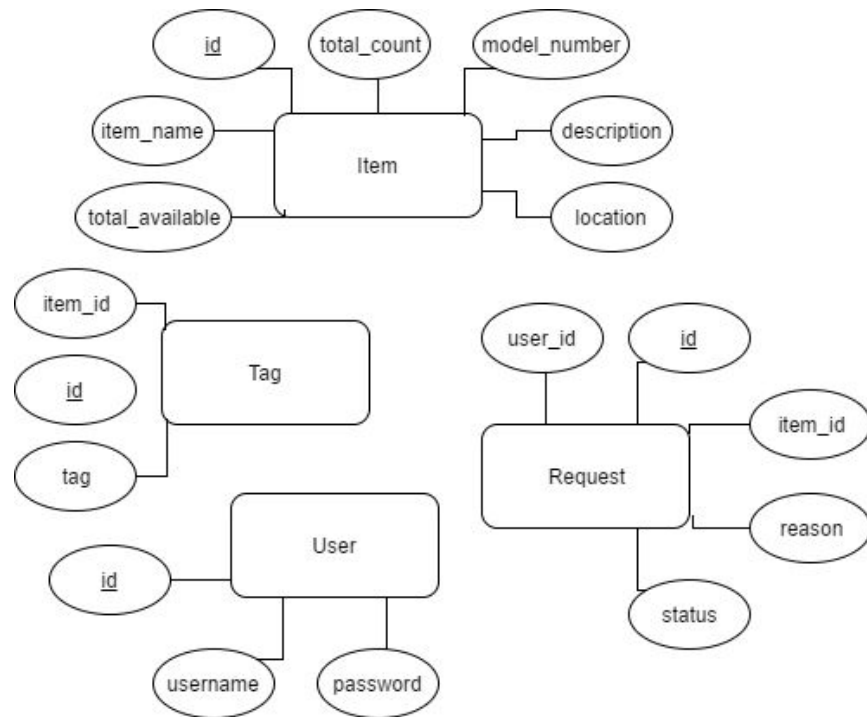 id
total_count
model_number
item_name
Item
description
total_available
location
item_id
Tag
id
tag
user_id
id
item_id
Request
reason
status
User
id
username
password